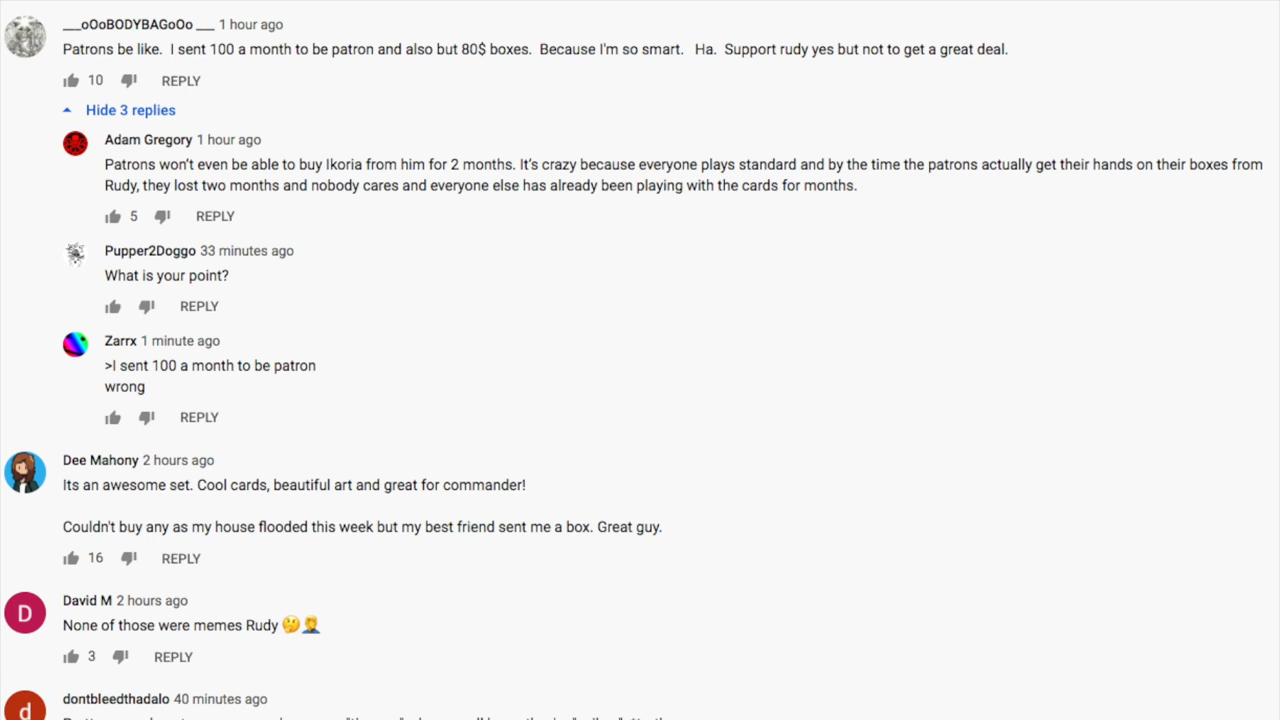 ___oOoBODYBAGoOo ___ 1 hour ago
Patrons be like.  I sent 100 a month to be patron and also but 80$ boxes.  Because I'm so smart.   Ha.  Support rudy yes but not to get a great deal.
10 REPLY
Hide 3 replies
Adam Gregory 1 hour ago
Patrons won't even be able to buy Ikoria from him for 2 months. It's crazy because everyone plays standard and by the time the patrons actually get their hands on their boxes from
Rudy, they lost two months and nobody cares and everyone else has already been playing with the cards for months.
5 REPLY
Pupper2Doggo 33 minutes ago
What is your point?
REPLY
Zarrx 1 minute ago
>I sent 100 a month to be patron
wrong
REPLY
Dee Mahony 2 hours ago
Its an awesome set. Cool cards, beautiful art and great for commander!
Couldn't buy any as my house flooded this week but my best friend sent me a box. Great guy.
16 REPLY
D
David M 2 hours ago
None of those were memes Rudy 🤔🤦
3 REPLY
d
dontbleedthadalo 40 minutes ago